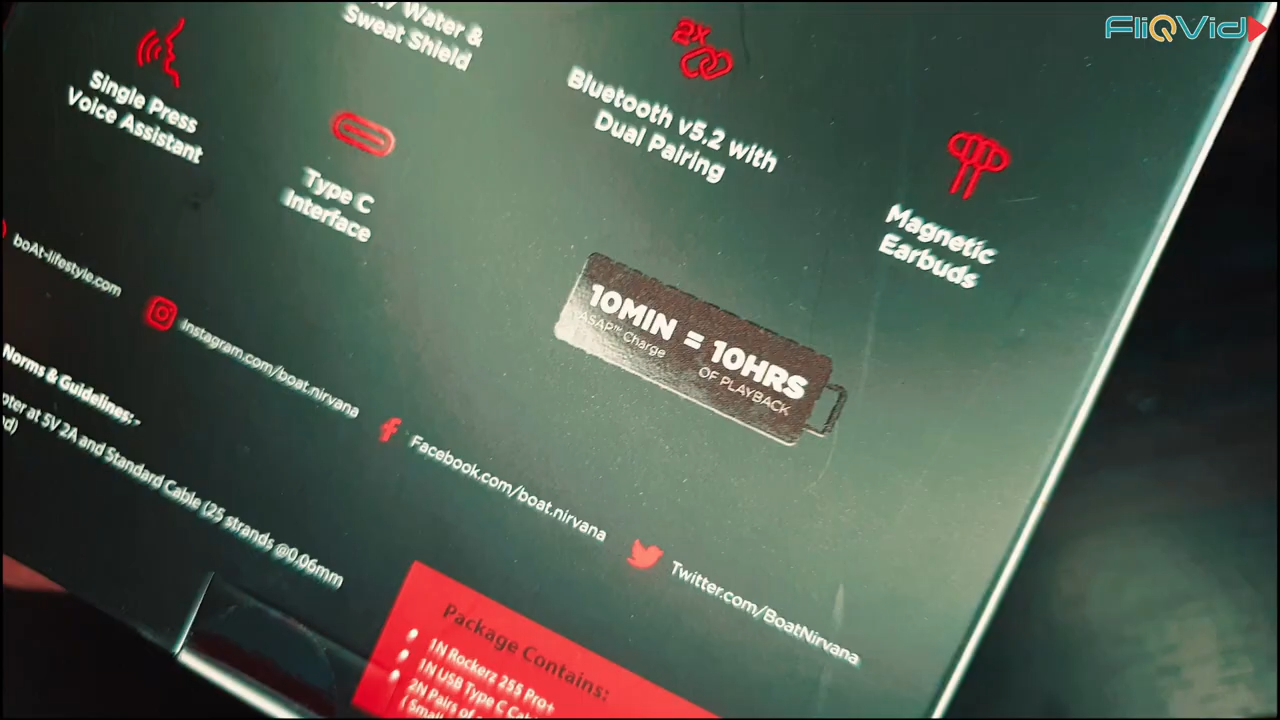 FliQVid
Water &
Sweat Shield
2x
Single Press
Voice Assistant
Bluetooth v5.2 with
Dual Pairing
Type C
Interface
Magnetic
Earbuds
10MIN = 10HRS
ASAP™ Charge
OF PLAYBACK
boAt-lifestyle.com
Instagram.com/boat.nirvana
Facebook.com/boat.nirvana
Twitter.com/BoatNirvana
Norms & Guidelines:-
at 5V 2A and Standard Cable (25 strands @0.06mm
Package Contains:
1N Rockerz 255 Pro+
1N USB Type C
2N Pairs of
(Small